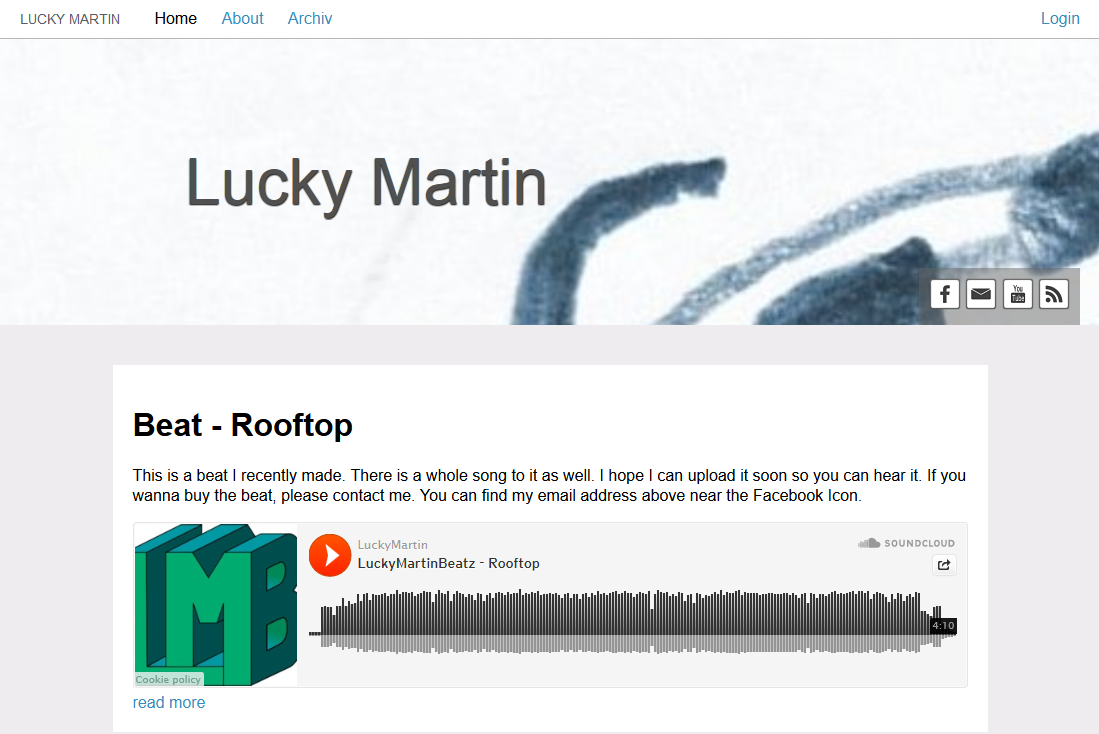 LUCKY MARTIN Home About Archiv Login
Lucky Martin
You
Tube
Beat - Rooftop
This is a beat I recently made. There is a whole song to it as well. I hope I can upload it soon so you can hear it. If you
wanna buy the beat, please contact me. You can find my email address above near the Facebook Icon.
LMB
LuckyMartin
SOUNDCLOUD
LuckyMartinBeatz - Rooftop
4:10
Cookie policy
read more